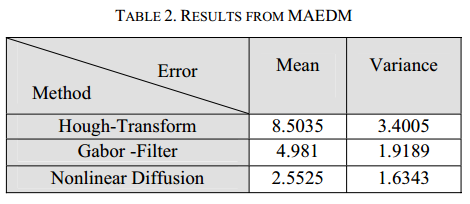 TABLE 2. RESULTS FROM MAEDM
Error Mean Variance
Method
Hough-Transform 8.5035 3.4005
Gabor -Filter 4.981 1.9189
Nonlinear Diffusion 2.5525 1.6343